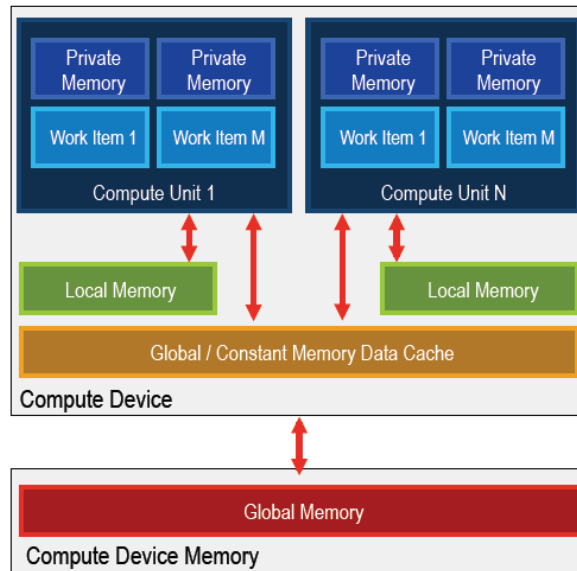 Private Memory
Private Memory
Private Memory
Private Memory
Work Item 1
Work Item M
Work Item 1
Work Item M
Compute Unit 1
Compute Unit N
Local Memory
Local Memory
Global / Constant Memory Data Cache
Compute Device
Global Memory
Compute Device Memory